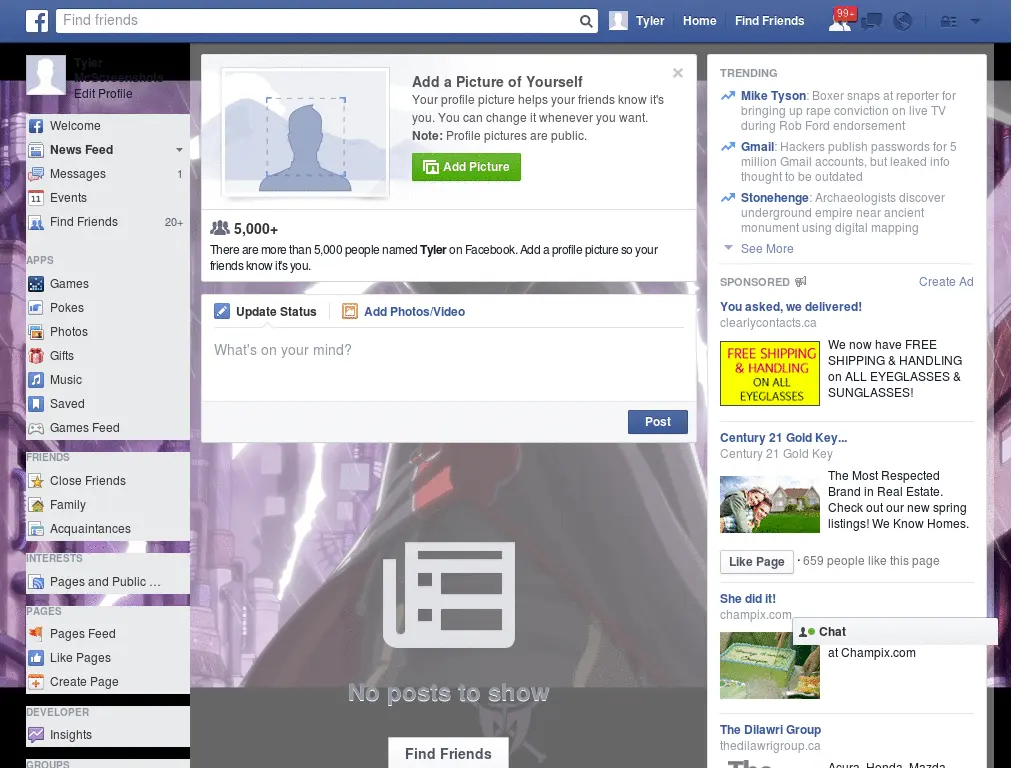 Find friends
Tyler
Home
Find Friends
99+
Tyler
McScreenshots
Edit Profile
Welcome
News Feed
Messages 1
11 Events
Find Friends 20+
APPS
Games
Pokes
Photos
Gifts
Music
Saved
Games Feed
FRIENDS
Close Friends
Family
Acquaintances
INTERESTS
Pages and Public ...
PAGES
Pages Feed
Like Pages
Create Page
DEVELOPER
Insights
GROUPS
Add a Picture of Yourself
Your profile picture helps your friends know it's
you. You can change it whenever you want.
Note: Profile pictures are public.
Add Picture
5,000+
There are more than 5,000 people named Tyler on Facebook. Add a profile picture so your
friends know it's you.
Update Status
Add Photos/Video
What's on your mind?
Post
No posts to show
Find Friends
TRENDING
Mike Tyson: Boxer snaps at reporter for
bringing up rape conviction on live TV
during Rob Ford endorsement
Gmail: Hackers publish passwords for 5
million Gmail accounts, but leaked info
thought to be outdated
Stonehenge: Archaeologists discover
underground empire near ancient
monument using digital mapping
See More
SPONSORED
Create Ad
You asked, we delivered!
clearlycontacts.ca
FREE SHIPPING
& HANDLING
ON ALL
EYEGLASSES
We now have FREE
SHIPPING & HANDLING
on ALL EYEGLASSES &
SUNGLASSES!
Century 21 Gold Key...
Century 21 Gold Key
The Most Respected
Brand in Real Estate.
Check out our new spring
listings! We Know Homes.
Like Page · 659 people like this page
She did it!
champix.com
Chat
at Champix.com
The Dilawri Group
thedilawrigroup.ca
The
Acura, Honda, Mazda,